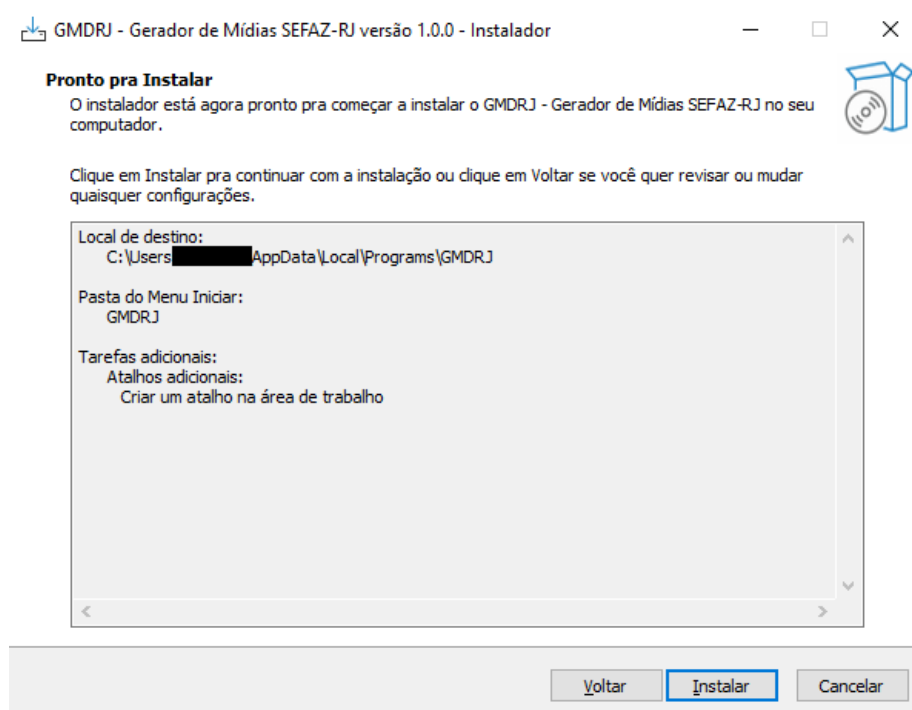 GMDRJ - Gerador de Mídias SEFAZ-RJ versão 1.0.0 - Instalador
Pronto pra Instalar
O instalador está agora pronto pra começar a instalar o GMDRJ - Gerador de Mídias SEFAZ-RJ no seu
computador.
Clique em Instalar pra continuar com a instalação ou clique em Voltar se você quer revisar ou mudar
quaisquer configurações.
Local de destino:
C:\Users AppData\Local\Programs\GMDRJ
Pasta do Menu Iniciar:
GMDRJ
Tarefas adicionais:
Atalhos adicionais:
Criar um atalho na área de trabalho
Voltar
Instalar
Cancelar